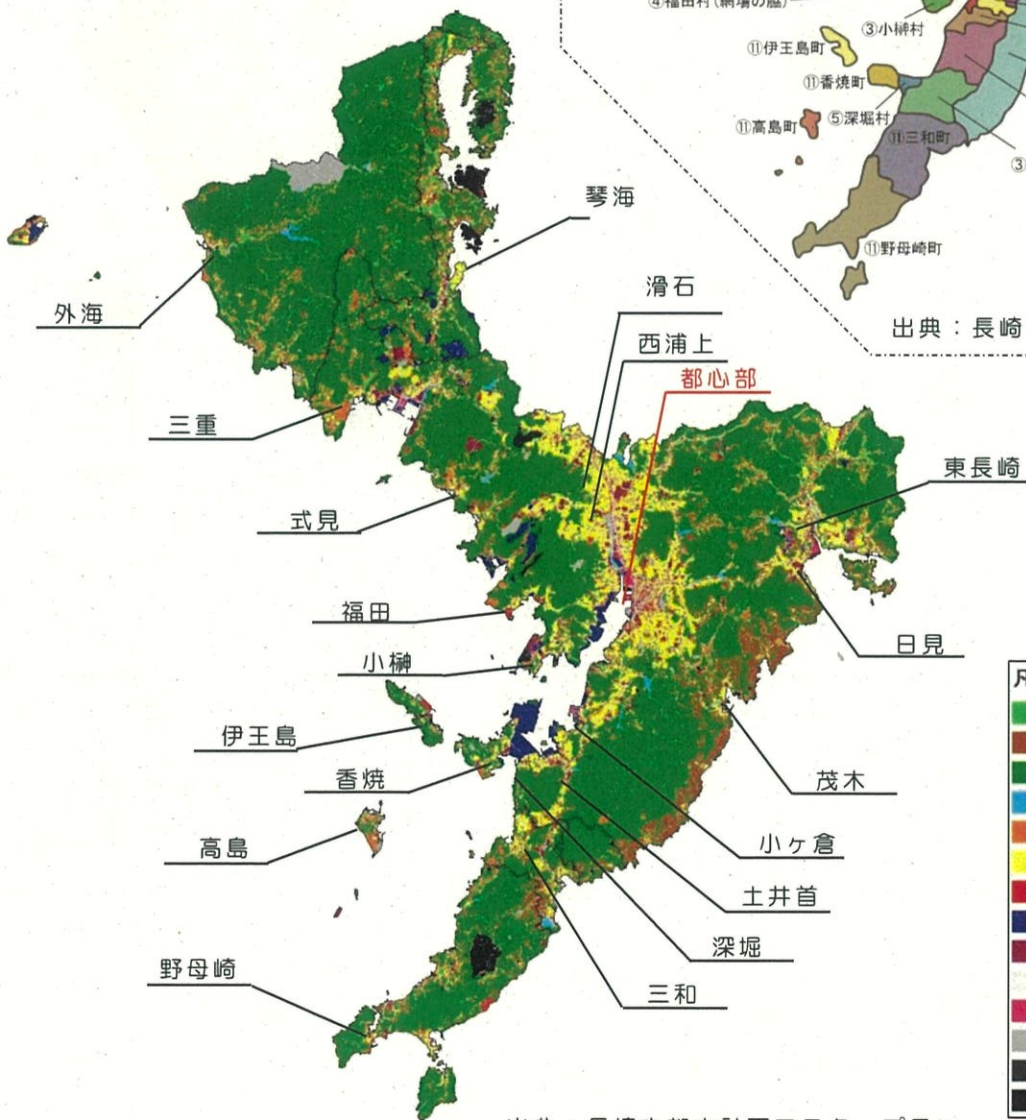 ④福田村(網場の脇)
③小榊村
⑪伊王島町
⑪香焼町
⑪高島町
⑤深堀村
⑪三和町
③
⑪野母崎町
出典：長崎
琴海
外海
滑石
西浦上
都心部
三重
東長崎
式見
福田
日見
小榊
伊王島
香焼
茂木
高島
小ヶ倉
土井首
深堀
野母崎
三和